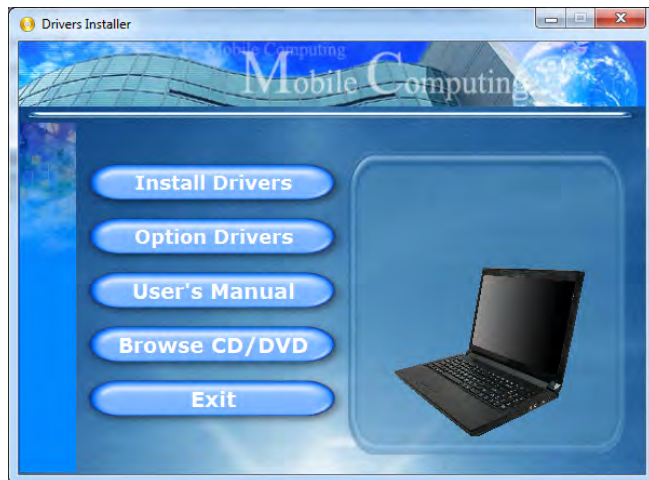 Drivers Installer
Mobile Computing
Mobile Computing
Install Drivers
Option Drivers
User's Manual
Browse CD/DVD
Exit